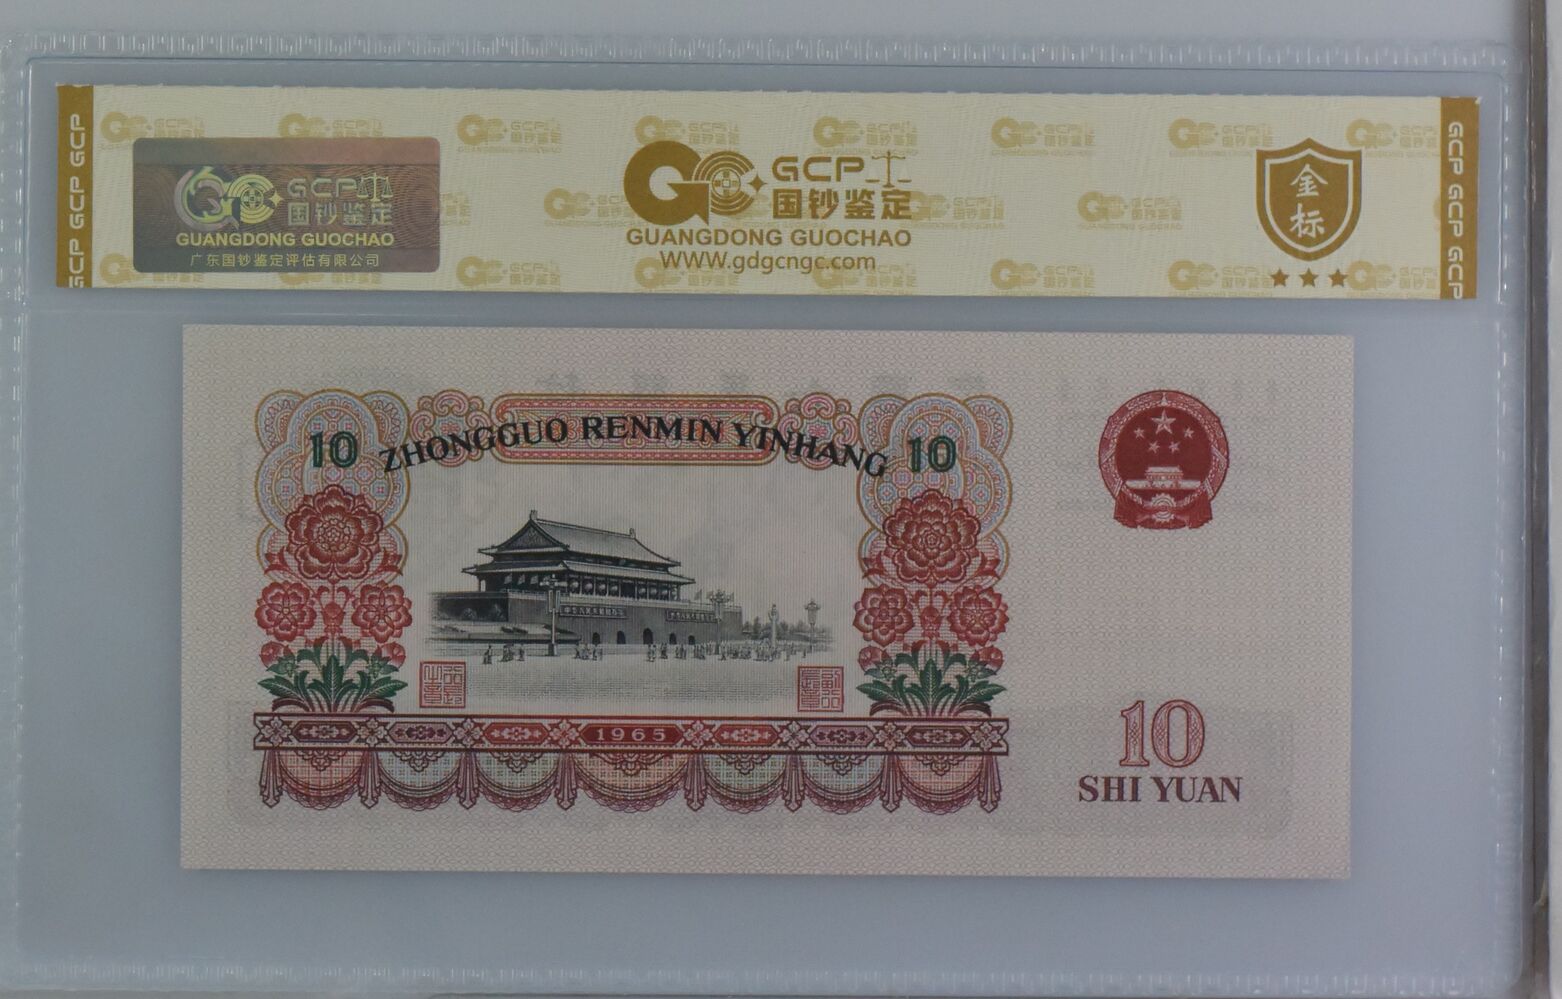 GCP GCP GCP
GCP
国钞鉴定
GUANGDONG GUOCHAO
广东国钞鉴定评估有限公司
GCP
国钞鉴定
GUANGDONG GUOCHAO
WWW.gdgcngc.com
金标
GCP GCP GCP
10 ZHONGGUO RENMIN YINHANG 10
1965
10
SHI YUAN